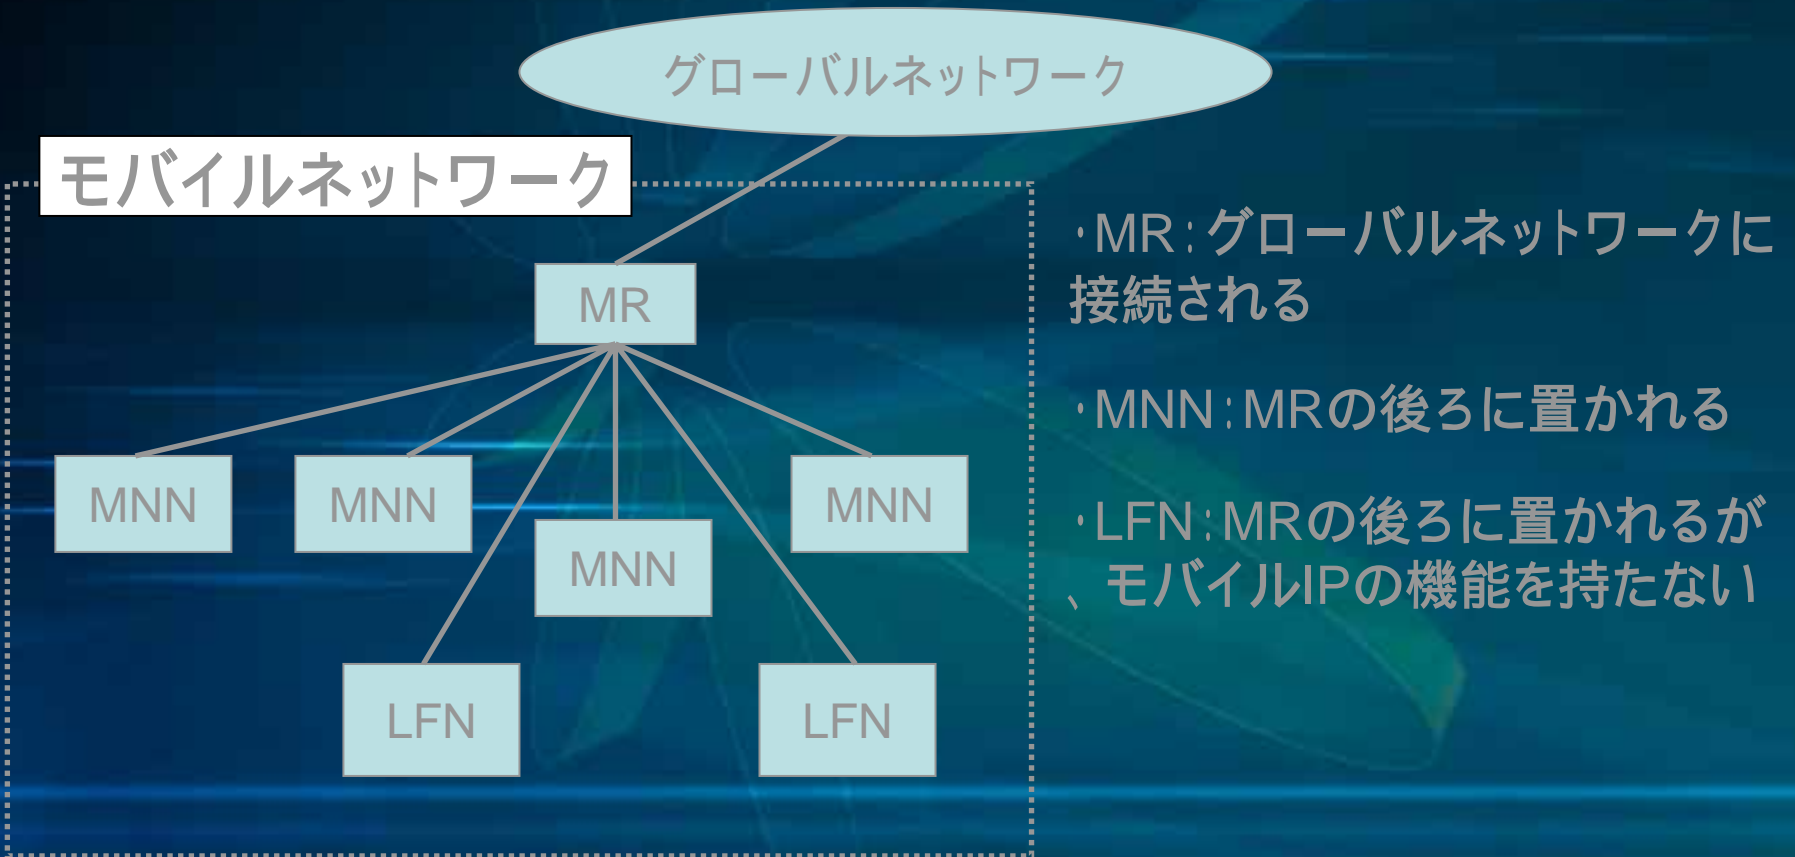 グローバルネットワーク
モバイルネットワーク
MR
MNN
MNN
MNN
MNN
LFN
LFN
・MR:グローバルネットワークに
接続される
・MNN:MRの後ろに置かれる
・LFN:MRの後ろに置かれるが
、モバイルIPの機能を持たない